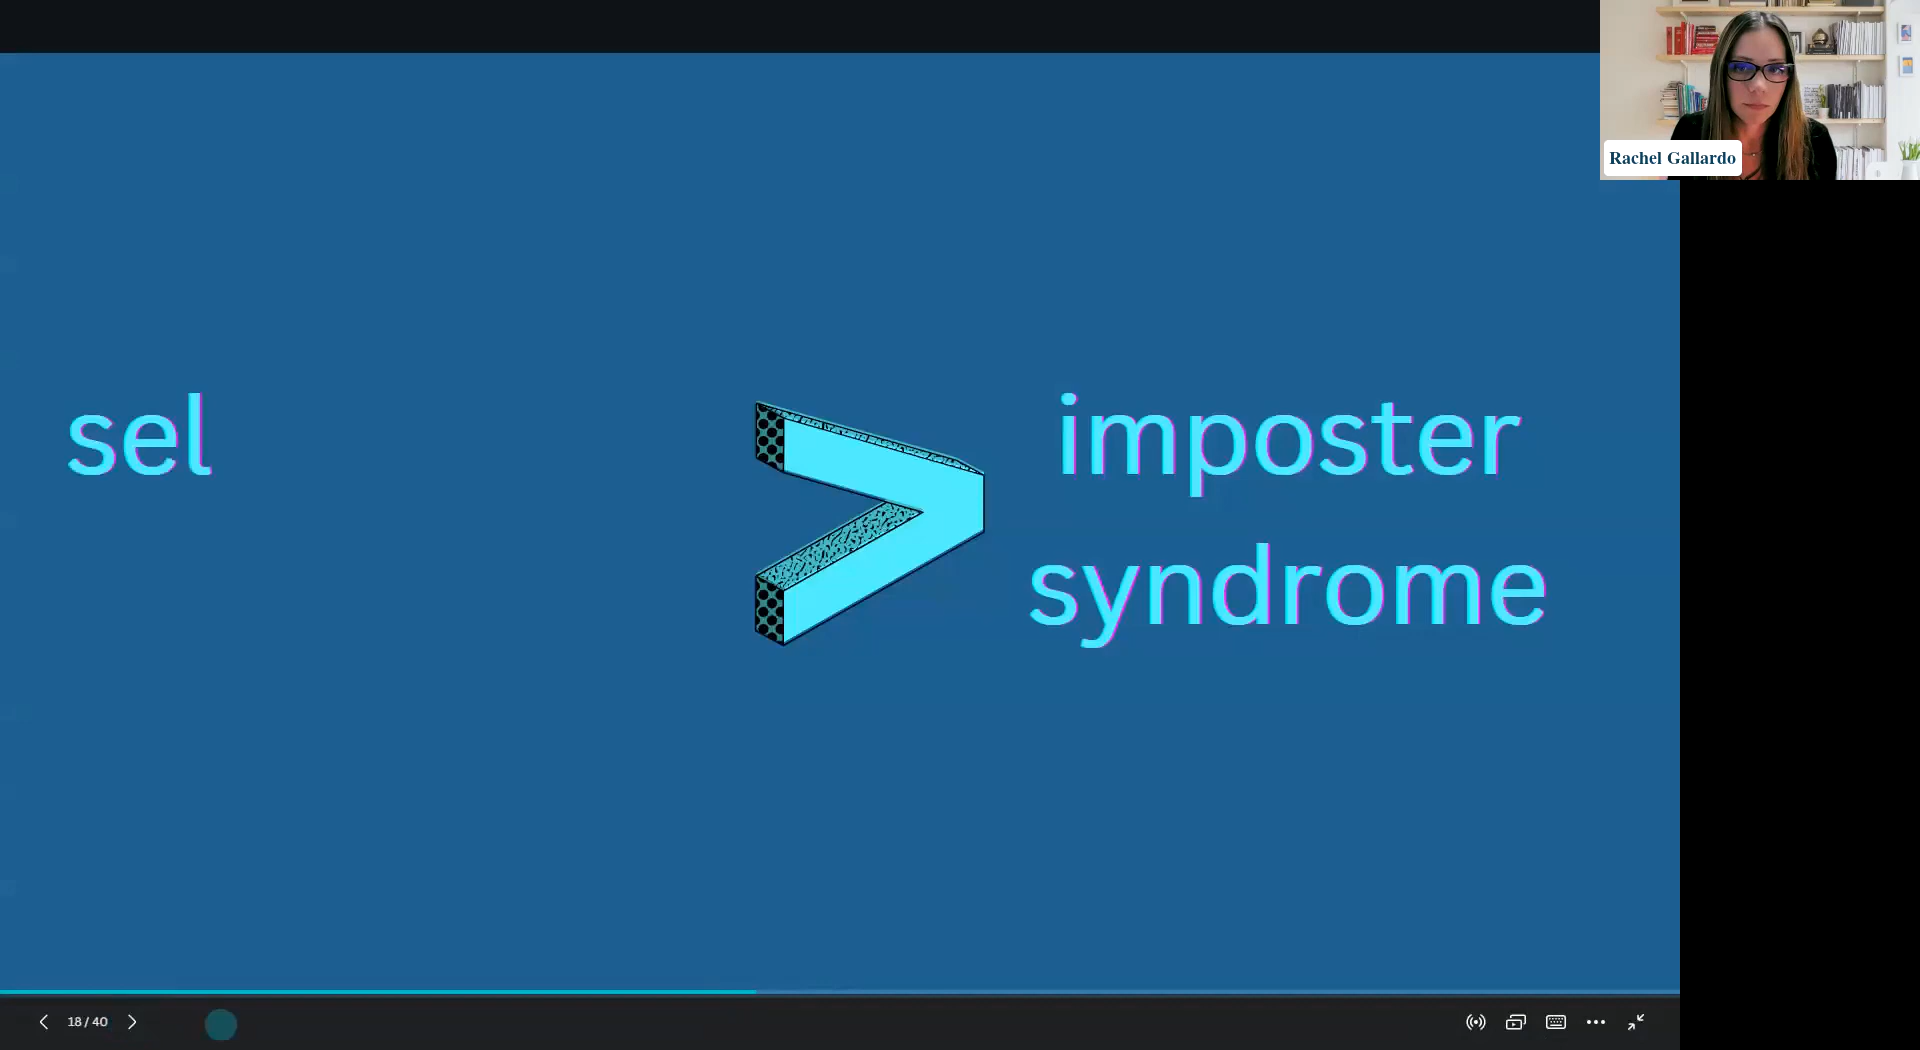 Rachel Gallardo
sel
>
imposter
syndrome
18 / 40